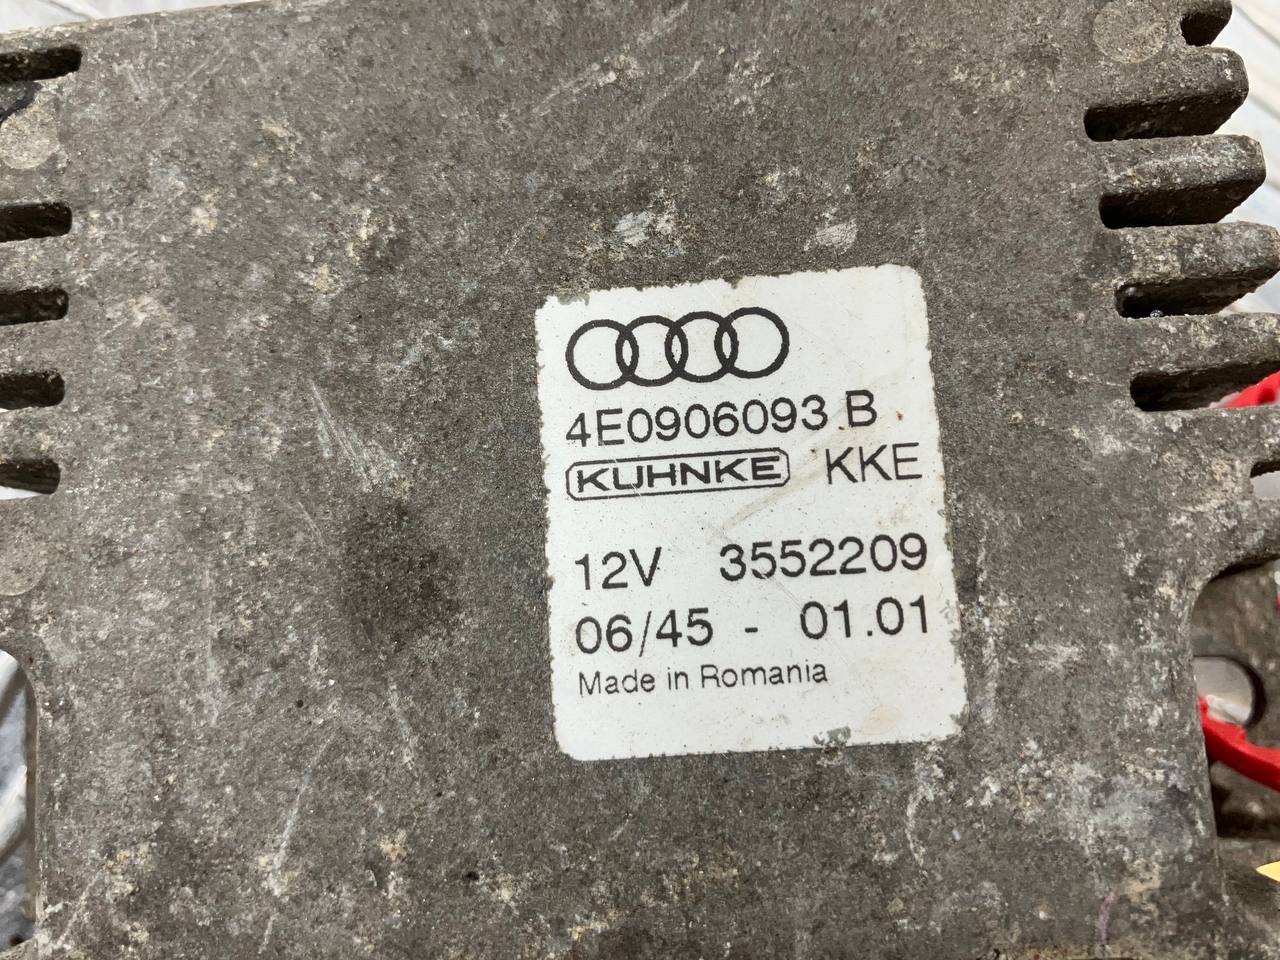 4E0906093 B
KUHNKE KKE
12V 3552209
06/45 - 01.01
Made in Romania